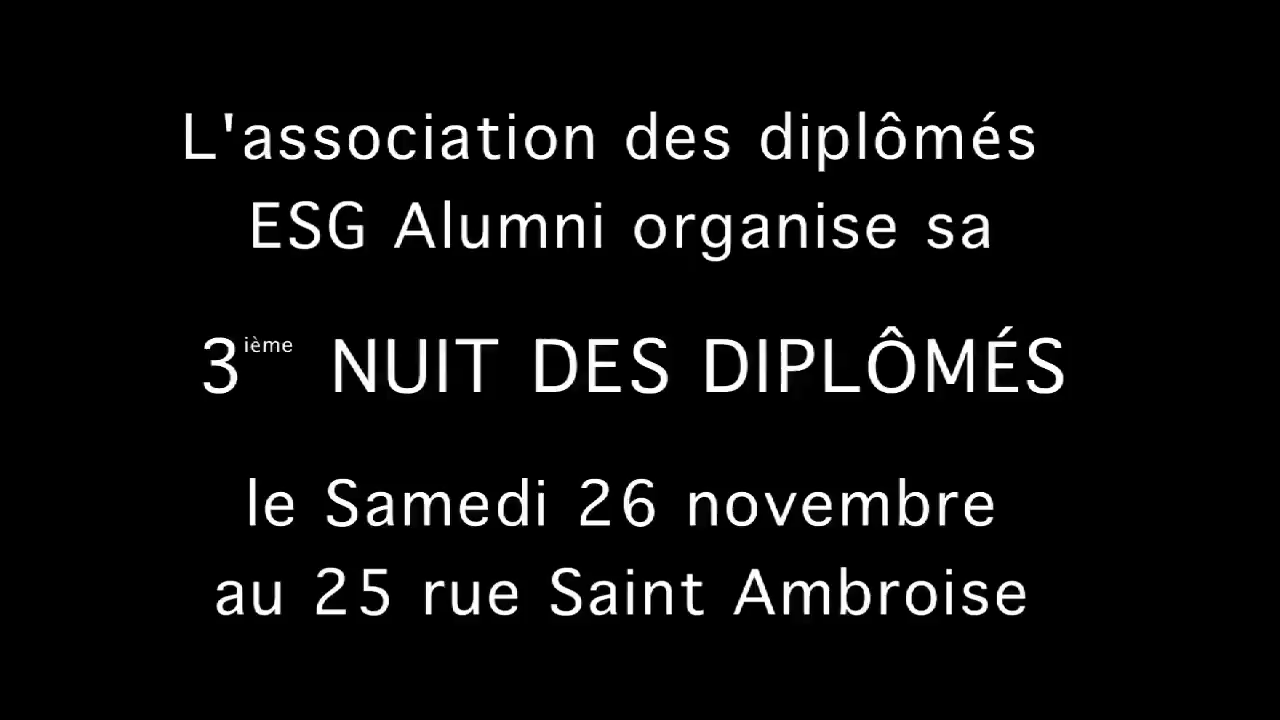 L'association des diplômés
ESG Alumni organise sa
3ième NUIT DES DIPLÔMÉS
le Samedi 26 novembre
au 25 rue Saint Ambroise